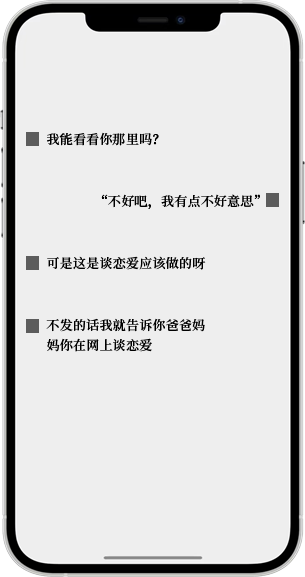 我能看看你那里吗?
“不好吧，我有点不好意思”
可是这是谈恋爱应该做的呀
不发的话我就告诉你爸爸妈
妈你在网上谈恋爱